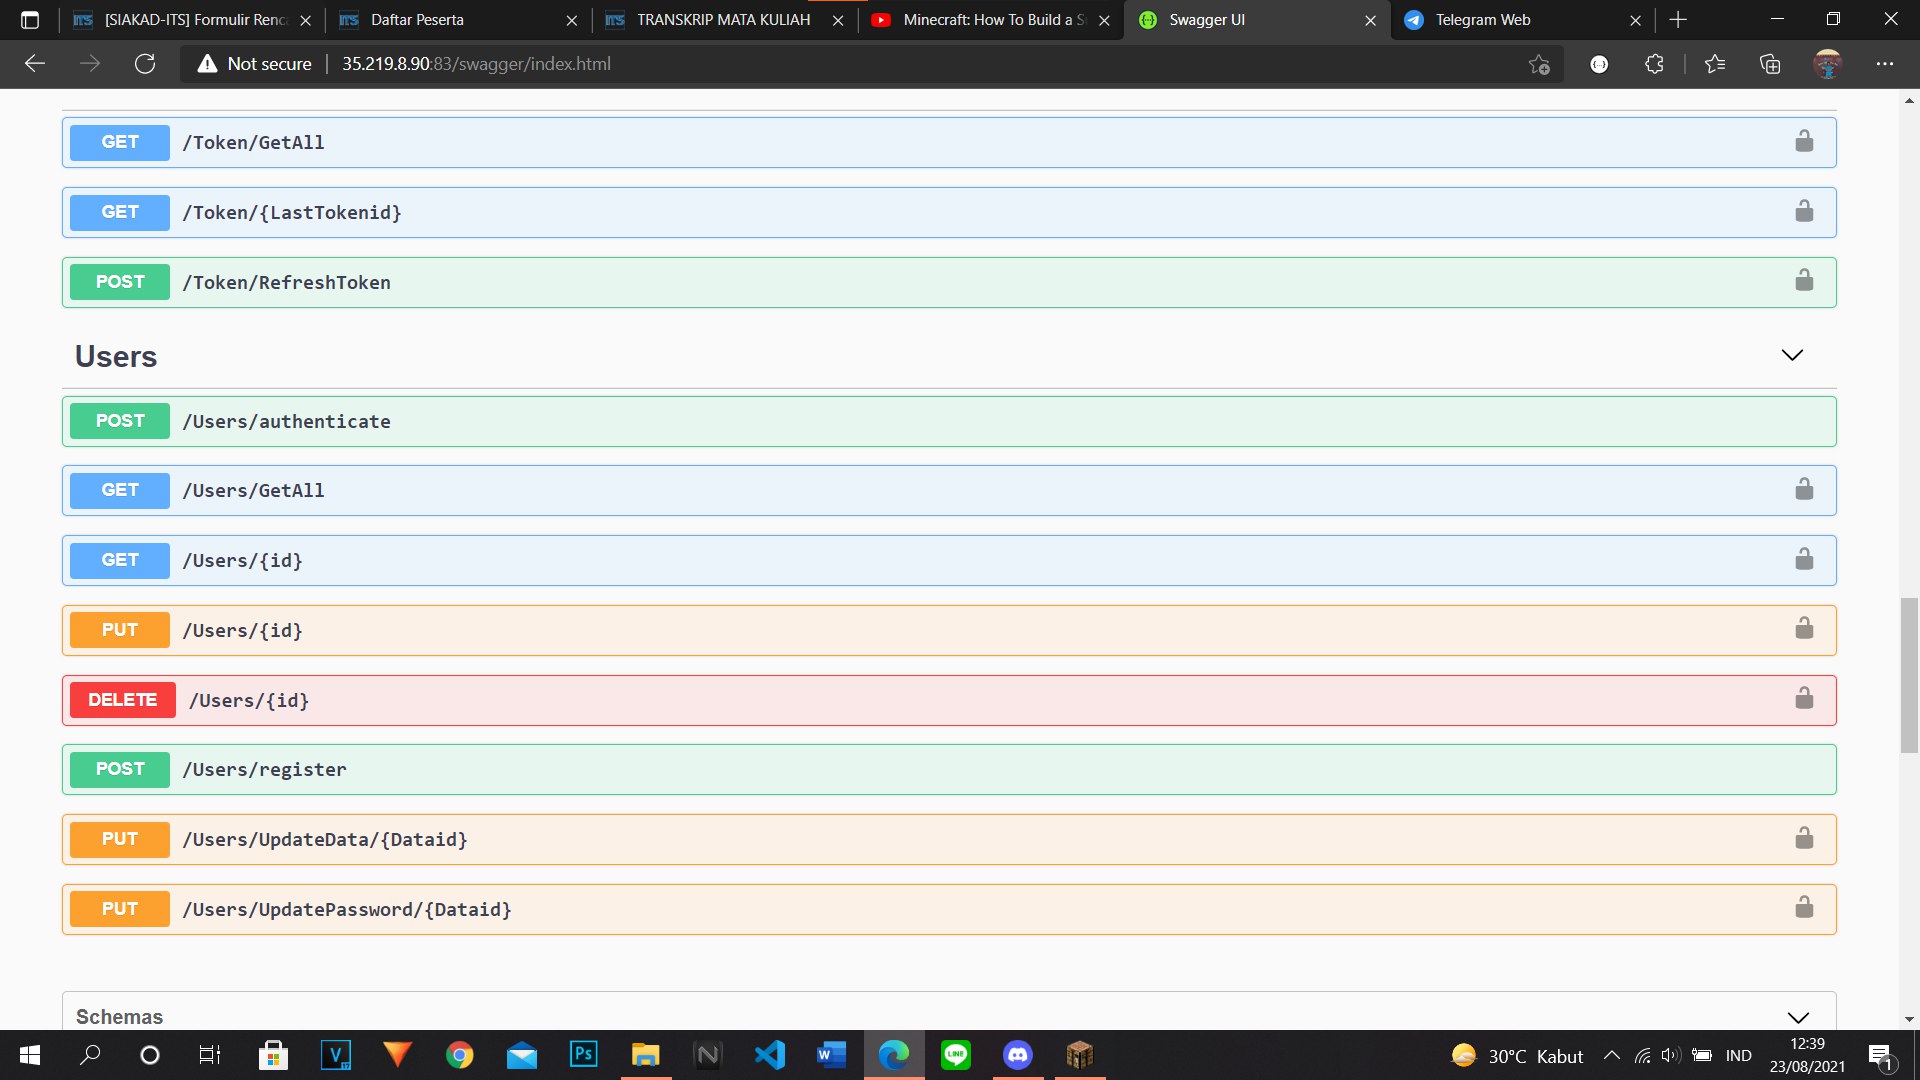 [SIAKAD-ITS] Formulir Renc
Daftar Peserta
TRANSKRIP MATA KULIAH
Minecraft: How To Build a S
Swagger UI
Telegram Web
Not secure
35.219.8.90:83/swagger/index.html
GET /Token/GetAll
GET /Token/{LastTokenid}
POST /Token/RefreshToken
Users
POST /Users/authenticate
GET /Users/GetAll
GET /Users/{id}
PUT /Users/{id}
DELETE /Users/{id}
POST /Users/register
PUT /Users/UpdateData/{Dataid}
PUT /Users/UpdatePassword/{Dataid}
Schemas
30°C Kabut
IND
12:39
23/08/2021
1